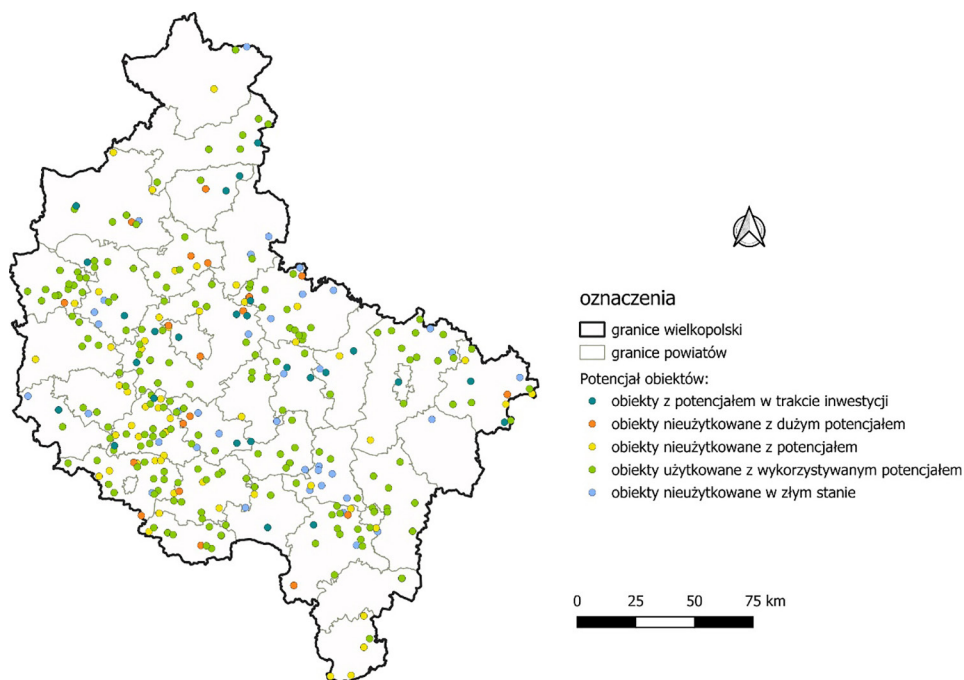 oznaczenia
granice wielkopolski
granice powiatów
Potencjał obiektów:
obiekty z potencjałem w trakcie inwestycji
obiekty nieużytkowane z dużym potencjałem
obiekty nieużytkowane z potencjałem
obiekty użytkowane z wykorzystywanym potencjałem
obiekty nieużytkowane w złym stanie
0 25 50 75 km